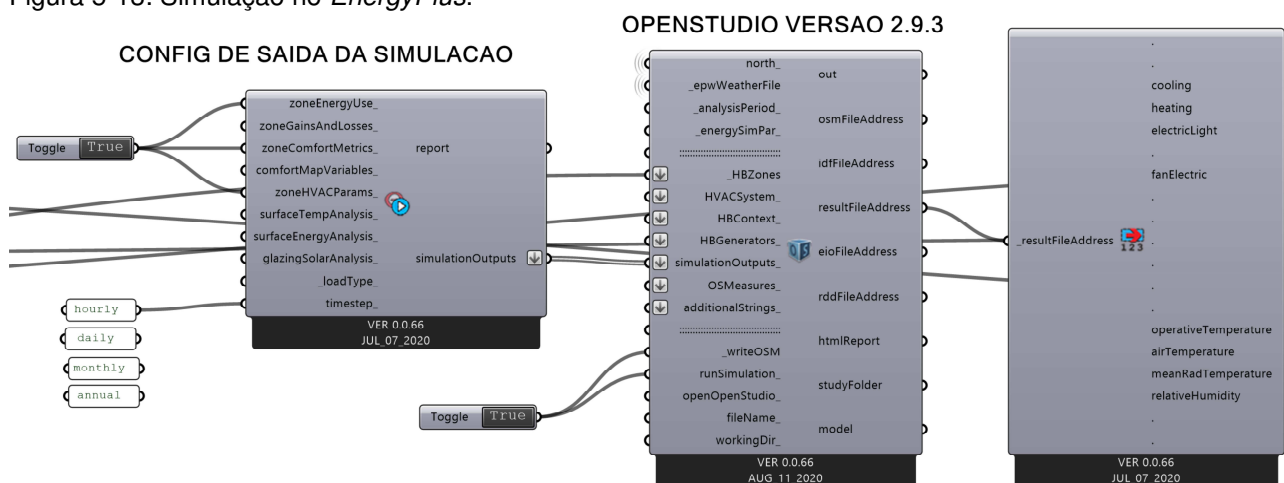 Figura 5-18: Simulação no EnergyPlus.
CONFIG DE SAIDA DA SIMULACAO
Toggle True
zoneEnergyUse_
zoneGainsAndLosses_
zoneComfortMetrics_
comfortMapVariables_
zoneHVACParams_
surfaceTempAnalysis_
surfaceEnergyAnalysis_
glazingSolarAnalysis_
_loadType_
timestep_
report
simulationOutputs
VER 0.0.66
JUL_07_2020
hourly
daily
monthly
annual
OPENSTUDIO VERSAO 2.9.3
north_
_epwWeatherFile
_analysisPeriod_
_energySimPar_
_HBZones
HVACSystem_
HBContext_
HBGenerators_
simulationOutputs_
OSMeasures_
additionalStrings_
_writeOSM
runSimulation_
openOpenStudio_
fileName_
workingDir_
out
osmFileAddress
idfFileAddress
resultFileAddress
eioFileAddress
rddFileAddress
htmlReport
studyFolder
model
VER 0.0.66
AUG_11_2020
Toggle True
_resultFileAddress
123
.
.
cooling
heating
electricLight
.
fanElectric
.
.
.
.
.
.
operativeTemperature
airTemperature
meanRadTemperature
relativeHumidity
.
.
VER 0.0.66
JUL_07_2020